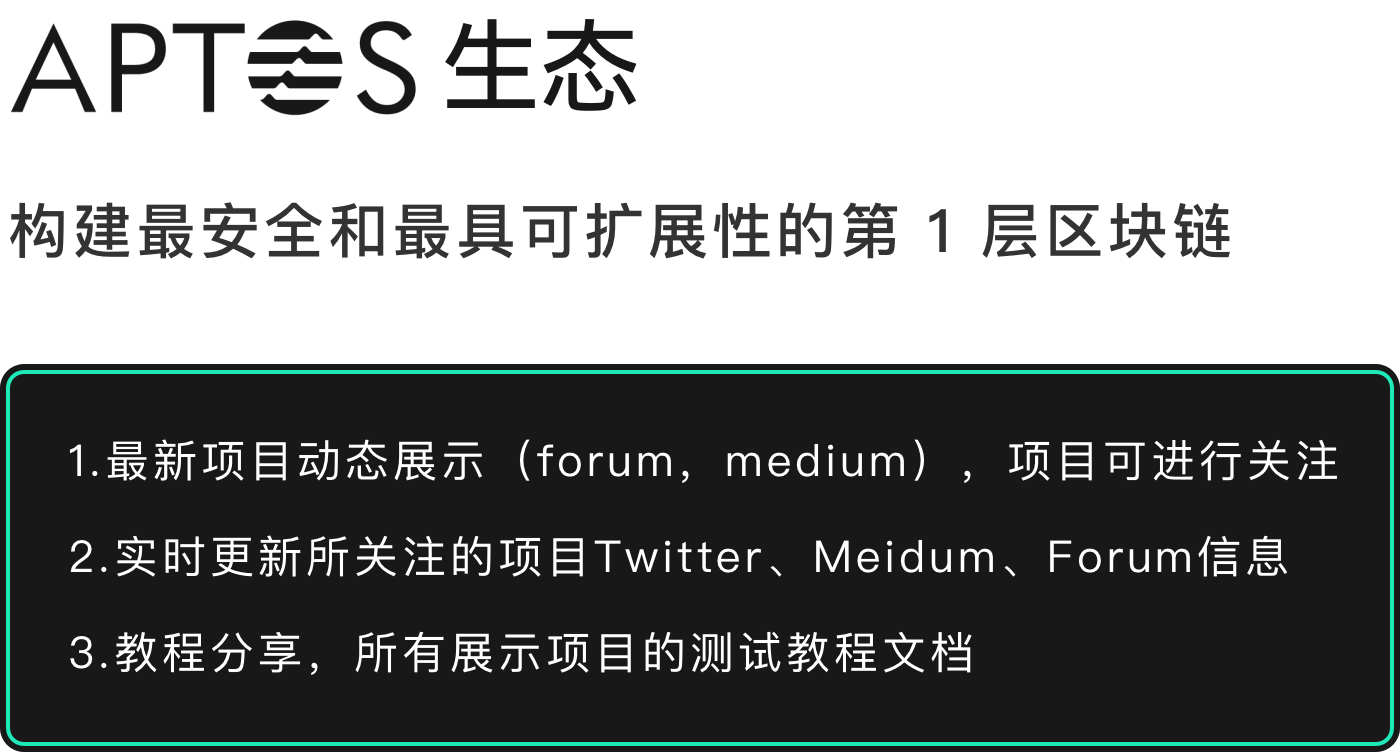 APTOS 生态
构建最安全和最具可扩展性的第 1 层区块链
1.最新项目动态展示（forum，medium），项目可进行关注
2.实时更新所关注的项目Twitter、Meidum、Forum信息
3.教程分享，所有展示项目的测试教程文档